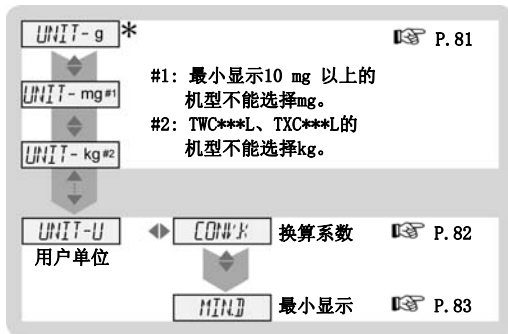 UNIT- g *
☞ P.81
#1: 最小显示10 mg 以上的
机型不能选择mg。
UNIT- mg#1
#2: TWC***L、TXC***L的
机型不能选择kg。
UNIT- kg#2
UNIT-U
用户单位
CONV.K
换算系数
☞ P.82
MIN.D
最小显示
☞ P.83